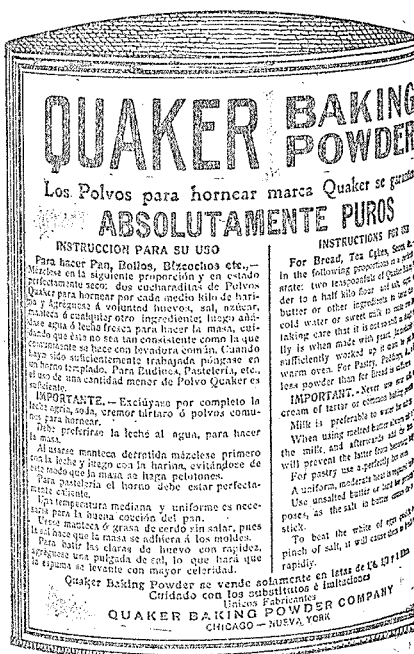 QUAKER BAKING POWDER
Los Polvos para hornear marca Quaker se garantizan
ABSOLUTAMENTE PUROS
INSTRUCCION PARA SU USO
Para hacer Pan, Bollos, Bizcochos etc.,—
Mézclese en la siguiente proporción y en estado
perfectamente seco: dos cucharaditas de Polvos
Quaker para hornear por cada medio kilo de hari-
na y Agréguese á voluntad huevos, sal, azúcar,
manteca ó cualquier otro ingrediente; luego aña-
dase agua ó leche fresca para hacer la masa, cui-
dando que ésta no sea tan consistente como la que
comunmente se hace con levadura común. Cuando
haya sido suficientemente trabajada póngase en
un horno templado. Para Budines, Pastelería, etc.,
el uso de una cantidad menor de Polvo Quaker es
suficiente.
IMPORTANTE.—Exclúyase por completo la
leche agria, soda, cremor tártaro ó polvos comu-
nes para hornear.
Debe preferirse la leche al agua, para hacer
la masa.
Al usarse manteca derretida mézclese primero
con la leche y luego con la harina, evitándose de
este modo que la masa se haga pelotones.
Para pastelería el horno debe estar perfecta-
mente caliente.
Una temperatura mediana y uniforme es nece-
saria para la buena cocción del pan.
Usese manteca ó grasa de cerdo sin salar, pues
la sal hace que la masa se adhiera á los moldes.
Para batir las claras de huevo con rapidez,
agréguese una pulgada de sal, lo que hará que
la espuma se levante con mayor celeridad.
INSTRUCTIONS FOR USE
For Bread, Tea Cakes,
in the following proportions
state: two teaspoonfuls of Quaker
der to a half kilo flour and
butter or other ingredients
cold water or sweet milk
taking care that it is not
ly is when made with yeast
sufficiently worked up
warm oven. For Pastry,
less powder than for bread is
IMPORTANT.—Never use
cream of tartar or common baking
Milk is preferable to water
When using melted butter
the milk, and afterwards
will prevent the latter from
For pastry use a perfectly
A uniform, moderate heat is
Use unsalted butter or lard for
poses, as the salt in butter
stick.
To beat the white of egg
pinch of salt, it will cause
rapidly.
Quaker Baking Powder se vende solamente en latas de
Cuidado con los substitutos é imitaciones
Unicos Fabricantes
QUAKER BAKING POWDER COMPANY
CHICAGO — NUEVA YORK